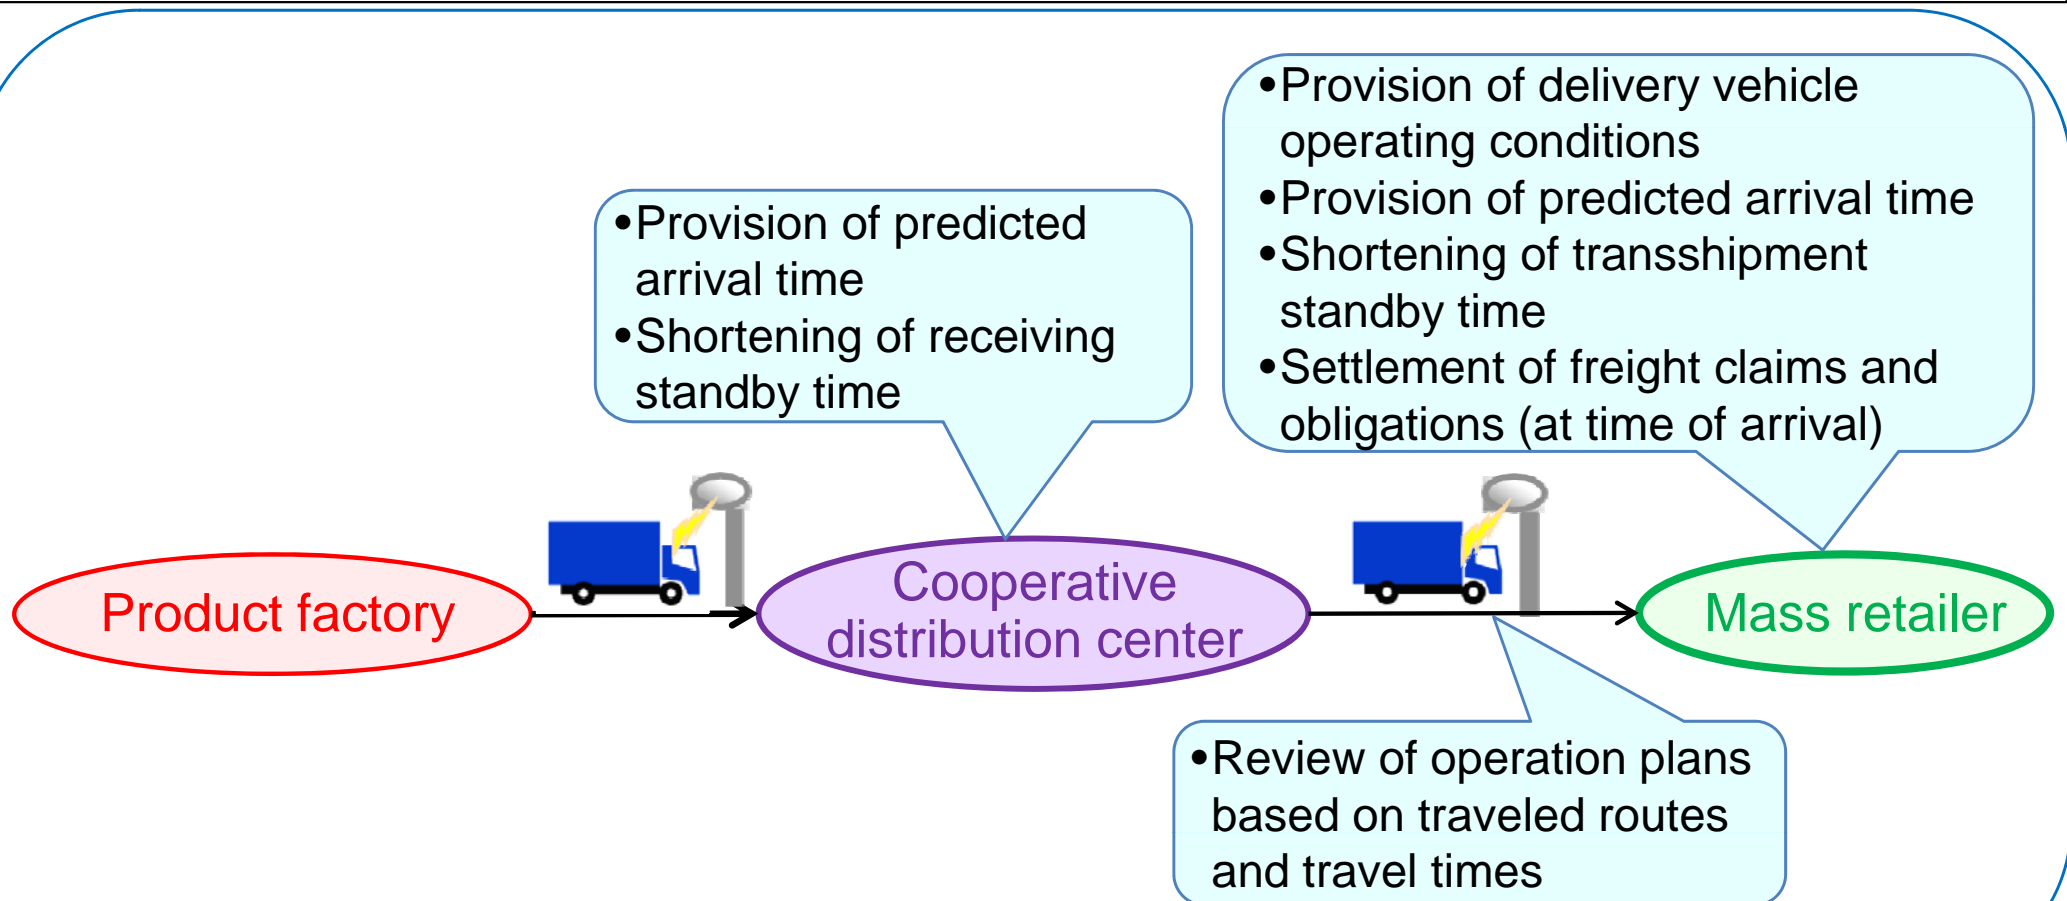 •Provision of delivery vehicle
operating conditions
•Provision of predicted arrival time
•Shortening of transshipment
standby time
•Settlement of freight claims and
obligations (at time of arrival)
•Provision of predicted
arrival time
•Shortening of receiving
standby time
Product factory
Cooperative
distribution center
Mass retailer
•Review of operation plans
based on traveled routes
and travel times